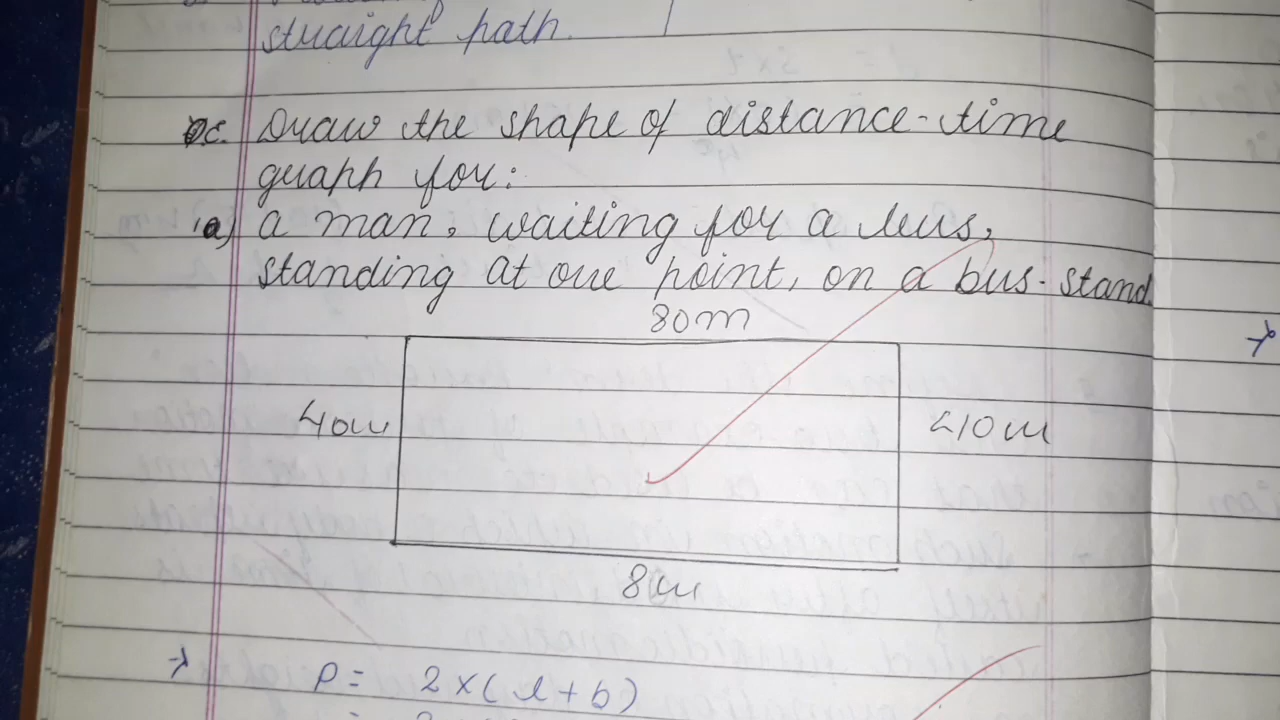 straight path.
Qc. Draw the shape of distance-time
graph for:
(a) a man, waiting for a bus,
standing at one point, on a bus-stand
80m
40m
40m
8m
→ P = 2 × (l + b)